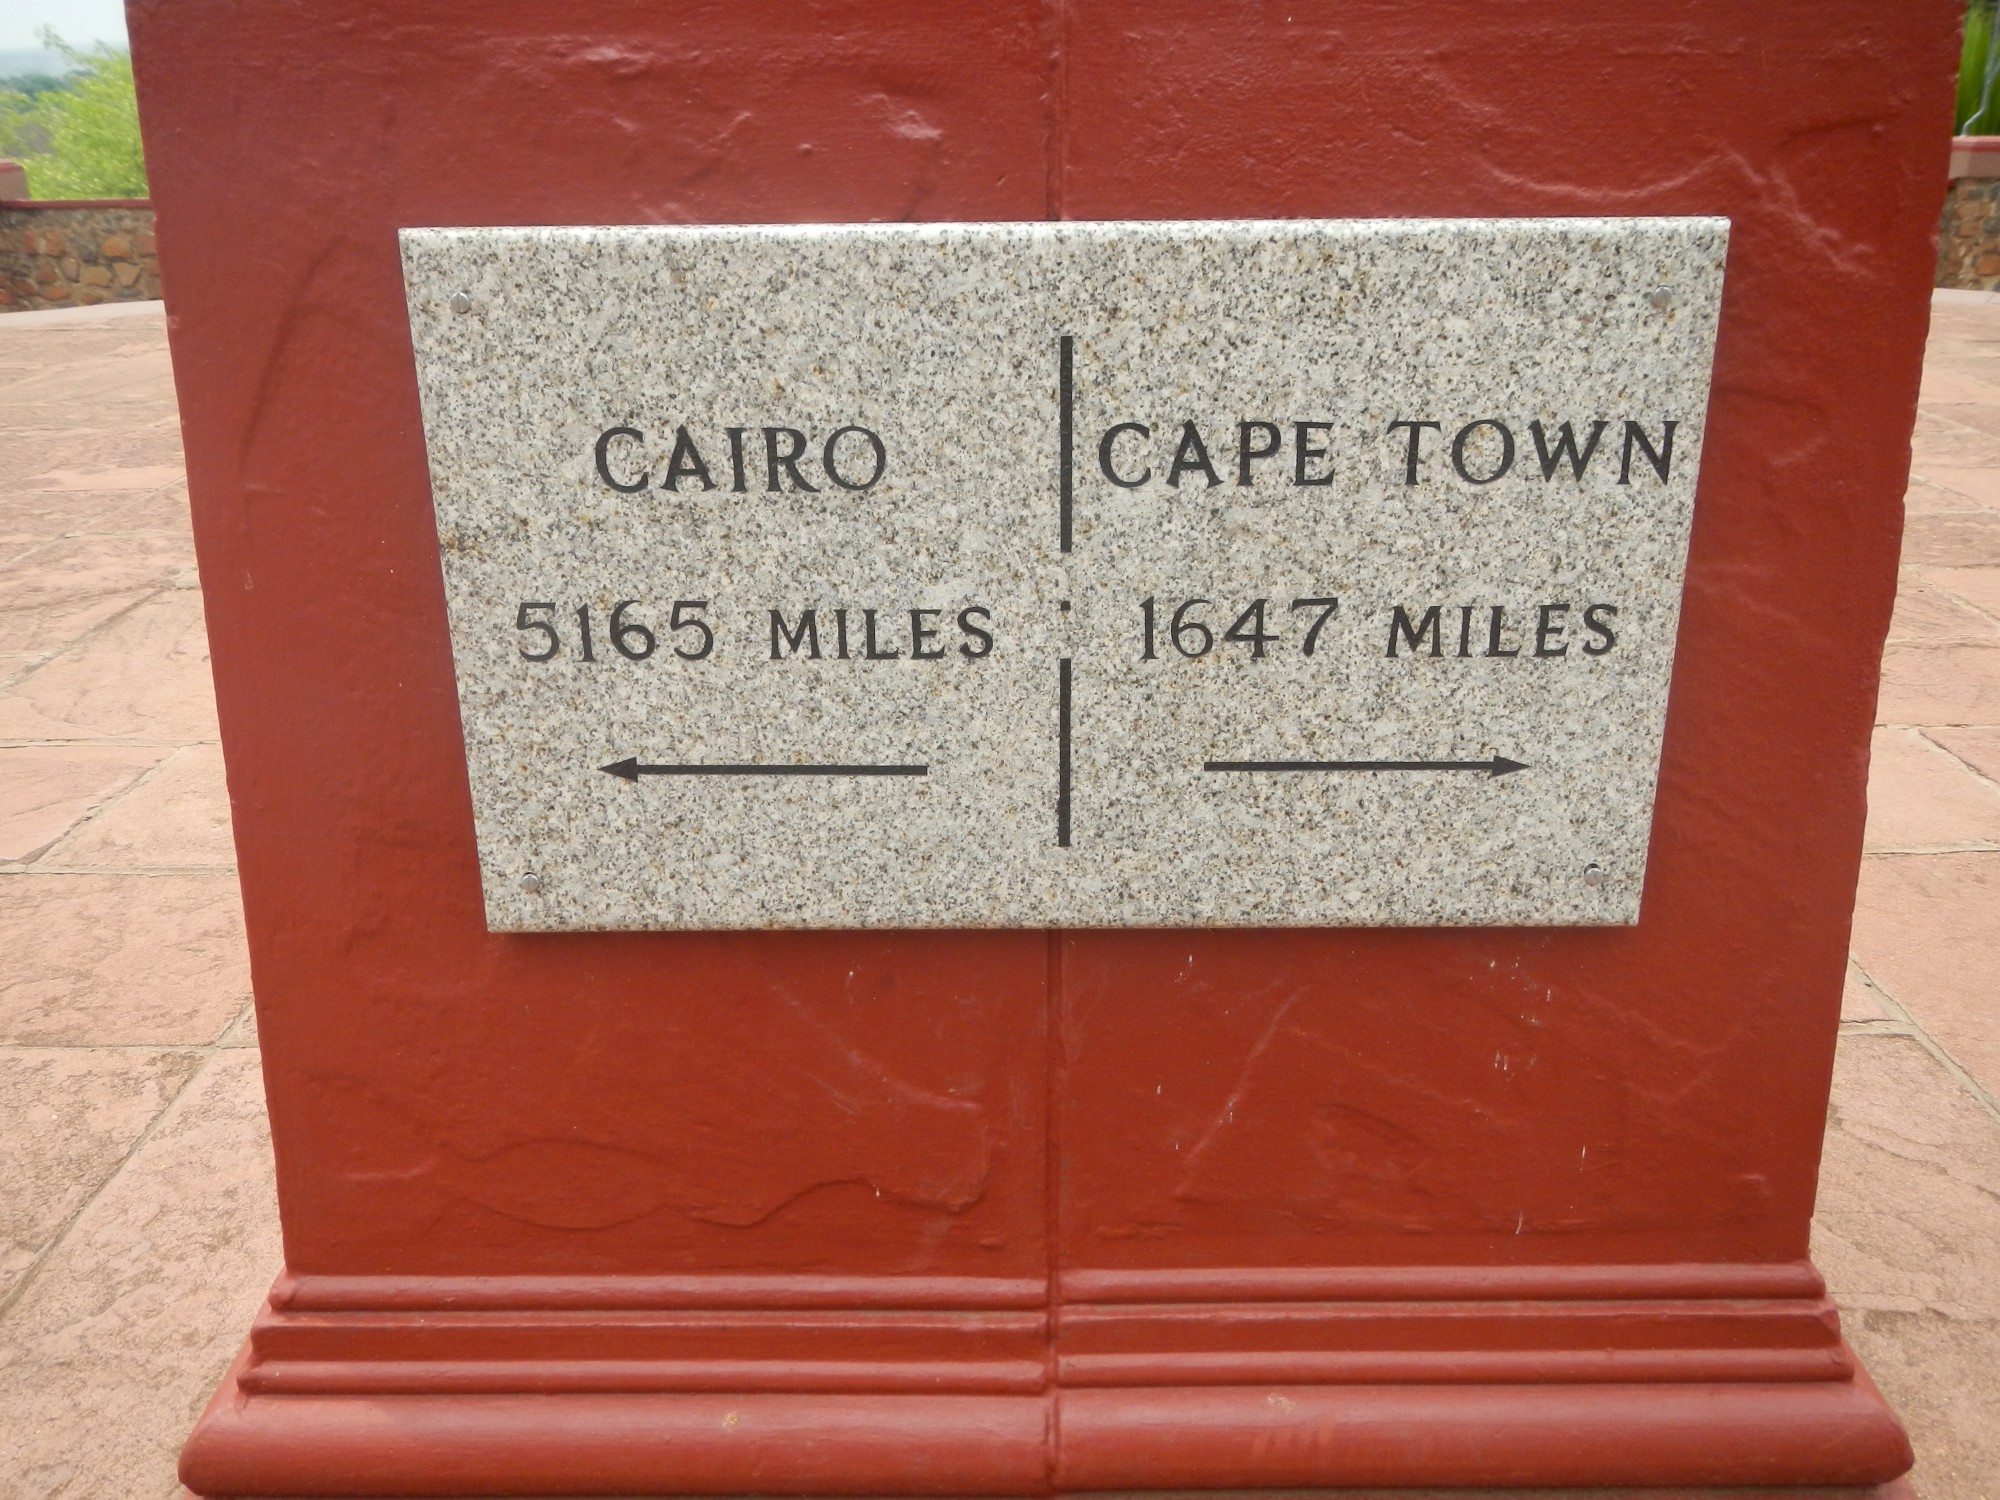 CAIRO
5165 MILES
CAPE TOWN
1647 MILES